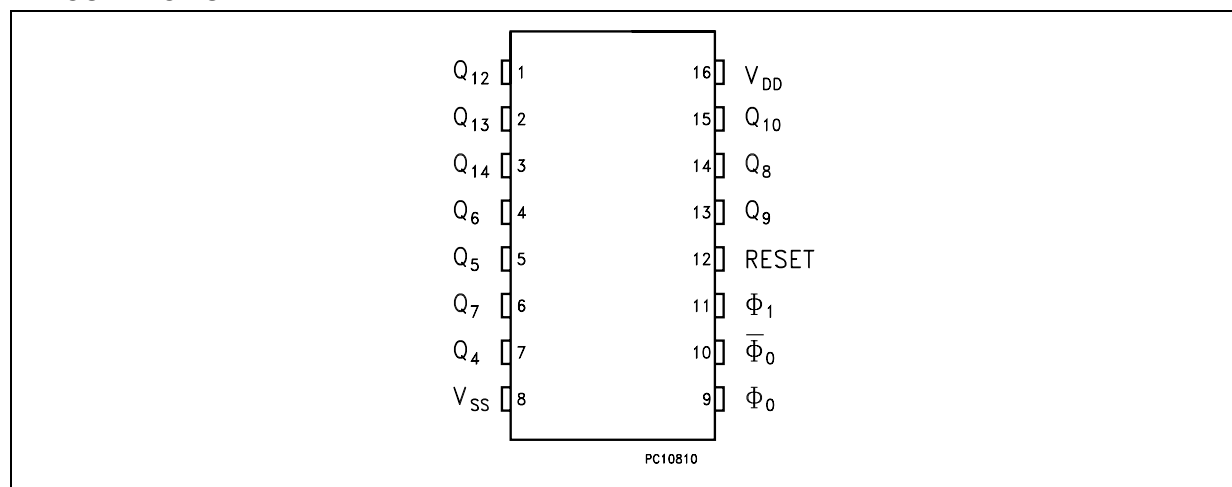 Q12 1 16 VDD
Q13 2 15 Q10
Q14 3 14 Q8
Q6 4 13 Q9
Q5 5 12 RESET
Q7 6 11 Φ1
Q4 7 10 Φ̅0
VSS 8 9 Φ0
PC10810